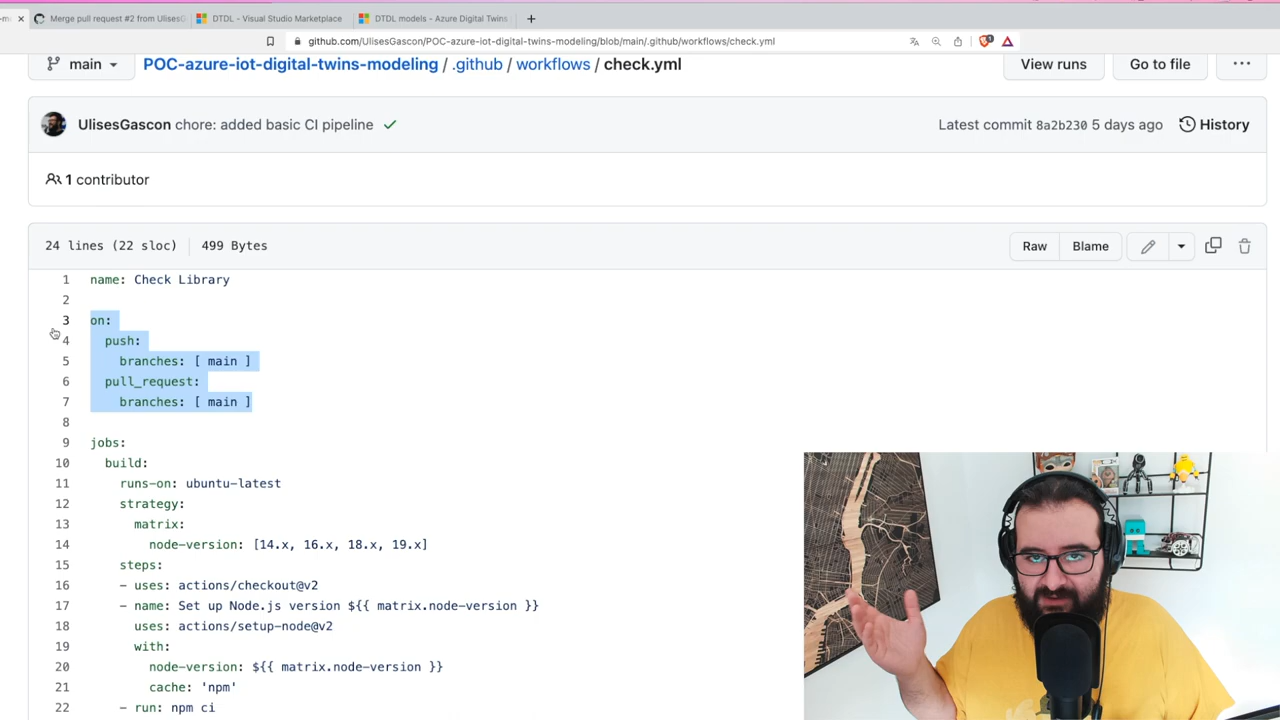 Merge pull request #2 from UlisesG
DTDL - Visual Studio Marketplace
DTDL models - Azure Digital Twins
github.com/UlisesGascon/POC-azure-iot-digital-twins-modeling/blob/main/.github/workflows/check.yml
main
POC-azure-iot-digital-twins-modeling / .github / workflows / check.yml
View runs
Go to file
UlisesGascon chore: added basic CI pipeline
Latest commit 8a2b230 5 days ago
History
1 contributor
24 lines (22 sloc)
499 Bytes
Raw
Blame
1 name: Check Library
2
3 on:
4 push:
5 branches: [ main ]
6 pull_request:
7 branches: [ main ]
8
9 jobs:
10 build:
11 runs-on: ubuntu-latest
12 strategy:
13 matrix:
14 node-version: [14.x, 16.x, 18.x, 19.x]
15 steps:
16 - uses: actions/checkout@v2
17 - name: Set up Node.js version ${{ matrix.node-version }}
18 uses: actions/setup-node@v2
19 with:
20 node-version: ${{ matrix.node-version }}
21 cache: 'npm'
22 - run: npm ci